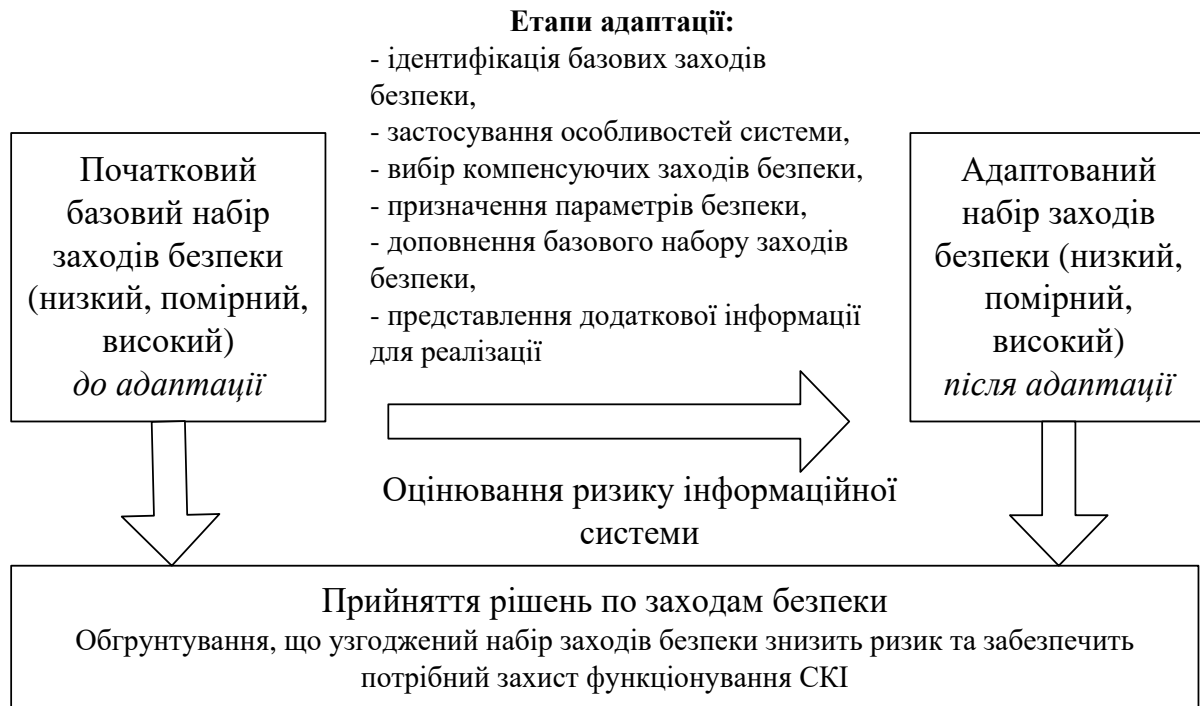 Етапи адаптації:
- ідентифікація базових заходів
безпеки,
- застосування особливостей системи,
- вибір компенсуючих заходів безпеки,
- призначення параметрів безпеки,
- доповнення базового набору заходів
безпеки,
- представлення додаткової інформації
для реалізації
Початковий
базовий набір
заходів безпеки
(низкий, помірний,
високий)
до адаптації
Адаптований
набір заходів
безпеки (низкий,
помірний,
високий)
після адаптації
Оцінювання ризику інформаційної
системи
Прийняття рішень по заходам безпеки
Обгрунтування, що узгоджений набір заходів безпеки знизить ризик та забезпечить
потрібний захист функціонування СКІ